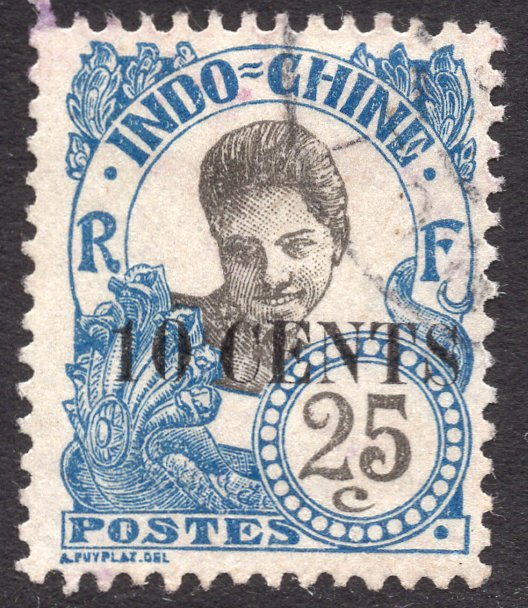 INDO-CHINE
R F
10 CENTS
25
c
POSTES
A.PUYPLAT.DEL